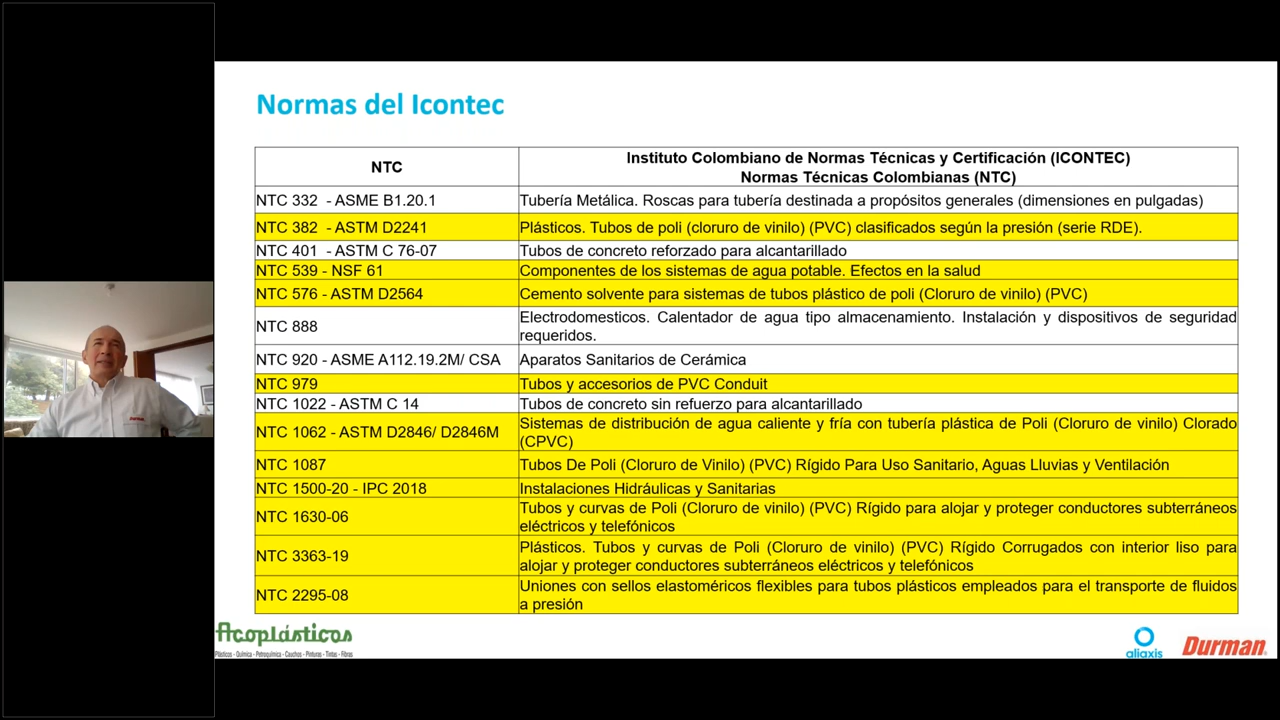 Normas del Icontec
NTC
Instituto Colombiano de Normas Técnicas y Certificación (ICONTEC)
Normas Técnicas Colombianas (NTC)
NTC 332 - ASME B1.20.1
Tubería Metálica. Roscas para tubería destinada a propósitos generales (dimensiones en pulgadas)
NTC 382 - ASTM D2241
Plásticos. Tubos de poli (cloruro de vinilo) (PVC) clasificados según la presión (serie RDE).
NTC 401 - ASTM C 76-07
Tubos de concreto reforzado para alcantarillado
NTC 539 - NSF 61
Componentes de los sistemas de agua potable. Efectos en la salud
NTC 576 - ASTM D2564
Cemento solvente para sistemas de tubos plástico de poli (Cloruro de vinilo) (PVC)
NTC 888
Electrodomesticos. Calentador de agua tipo almacenamiento. Instalación y dispositivos de seguridad
requeridos.
NTC 920 - ASME A112.19.2M/ CSA
Aparatos Sanitarios de Cerámica
NTC 979
Tubos y accesorios de PVC Conduit
NTC 1022 - ASTM C 14
Tubos de concreto sin refuerzo para alcantarillado
NTC 1062 - ASTM D2846/ D2846M
Sistemas de distribución de agua caliente y fría con tubería plástica de Poli (Cloruro de vinilo) Clorado
(CPVC)
NTC 1087
Tubos De Poli (Cloruro de Vinilo) (PVC) Rígido Para Uso Sanitario, Aguas Lluvias y Ventilación
NTC 1500-20 - IPC 2018
Instalaciones Hidráulicas y Sanitarias
NTC 1630-06
Tubos y curvas de Poli (Cloruro de vinilo) (PVC) Rígido para alojar y proteger conductores subterráneos
eléctricos y telefónicos
NTC 3363-19
Plásticos. Tubos y curvas de Poli (Cloruro de vinilo) (PVC) Rígido Corrugados con interior liso para
alojar y proteger conductores subterráneos eléctricos y telefónicos
NTC 2295-08
Uniones con sellos elastoméricos flexibles para tubos plásticos empleados para el transporte de fluidos
a presión
Acoplásticos
Plásticos - Química - Petroquímica - Cauchos - Pinturas - Tintas - Fibras
aliaxis
Durman
Durman